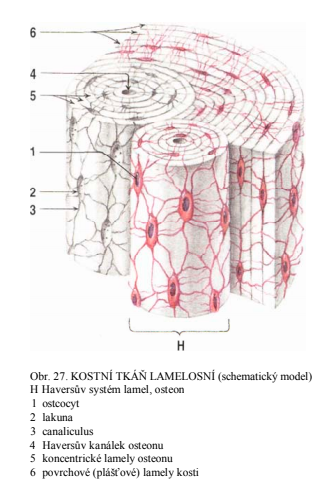 6
4
5
1
2
3
H
Obr. 27. KOSTNÍ TKÁŇ LAMELOSNÍ (schematický model)
H Haversův systém lamel, osteon
1 ostcocyt
2 lakuna
3 canaliculus
4 Haversův kanálek osteonu
5 koncentrické lamely osteonu
6 povrchové (plášťové) lamely kosti